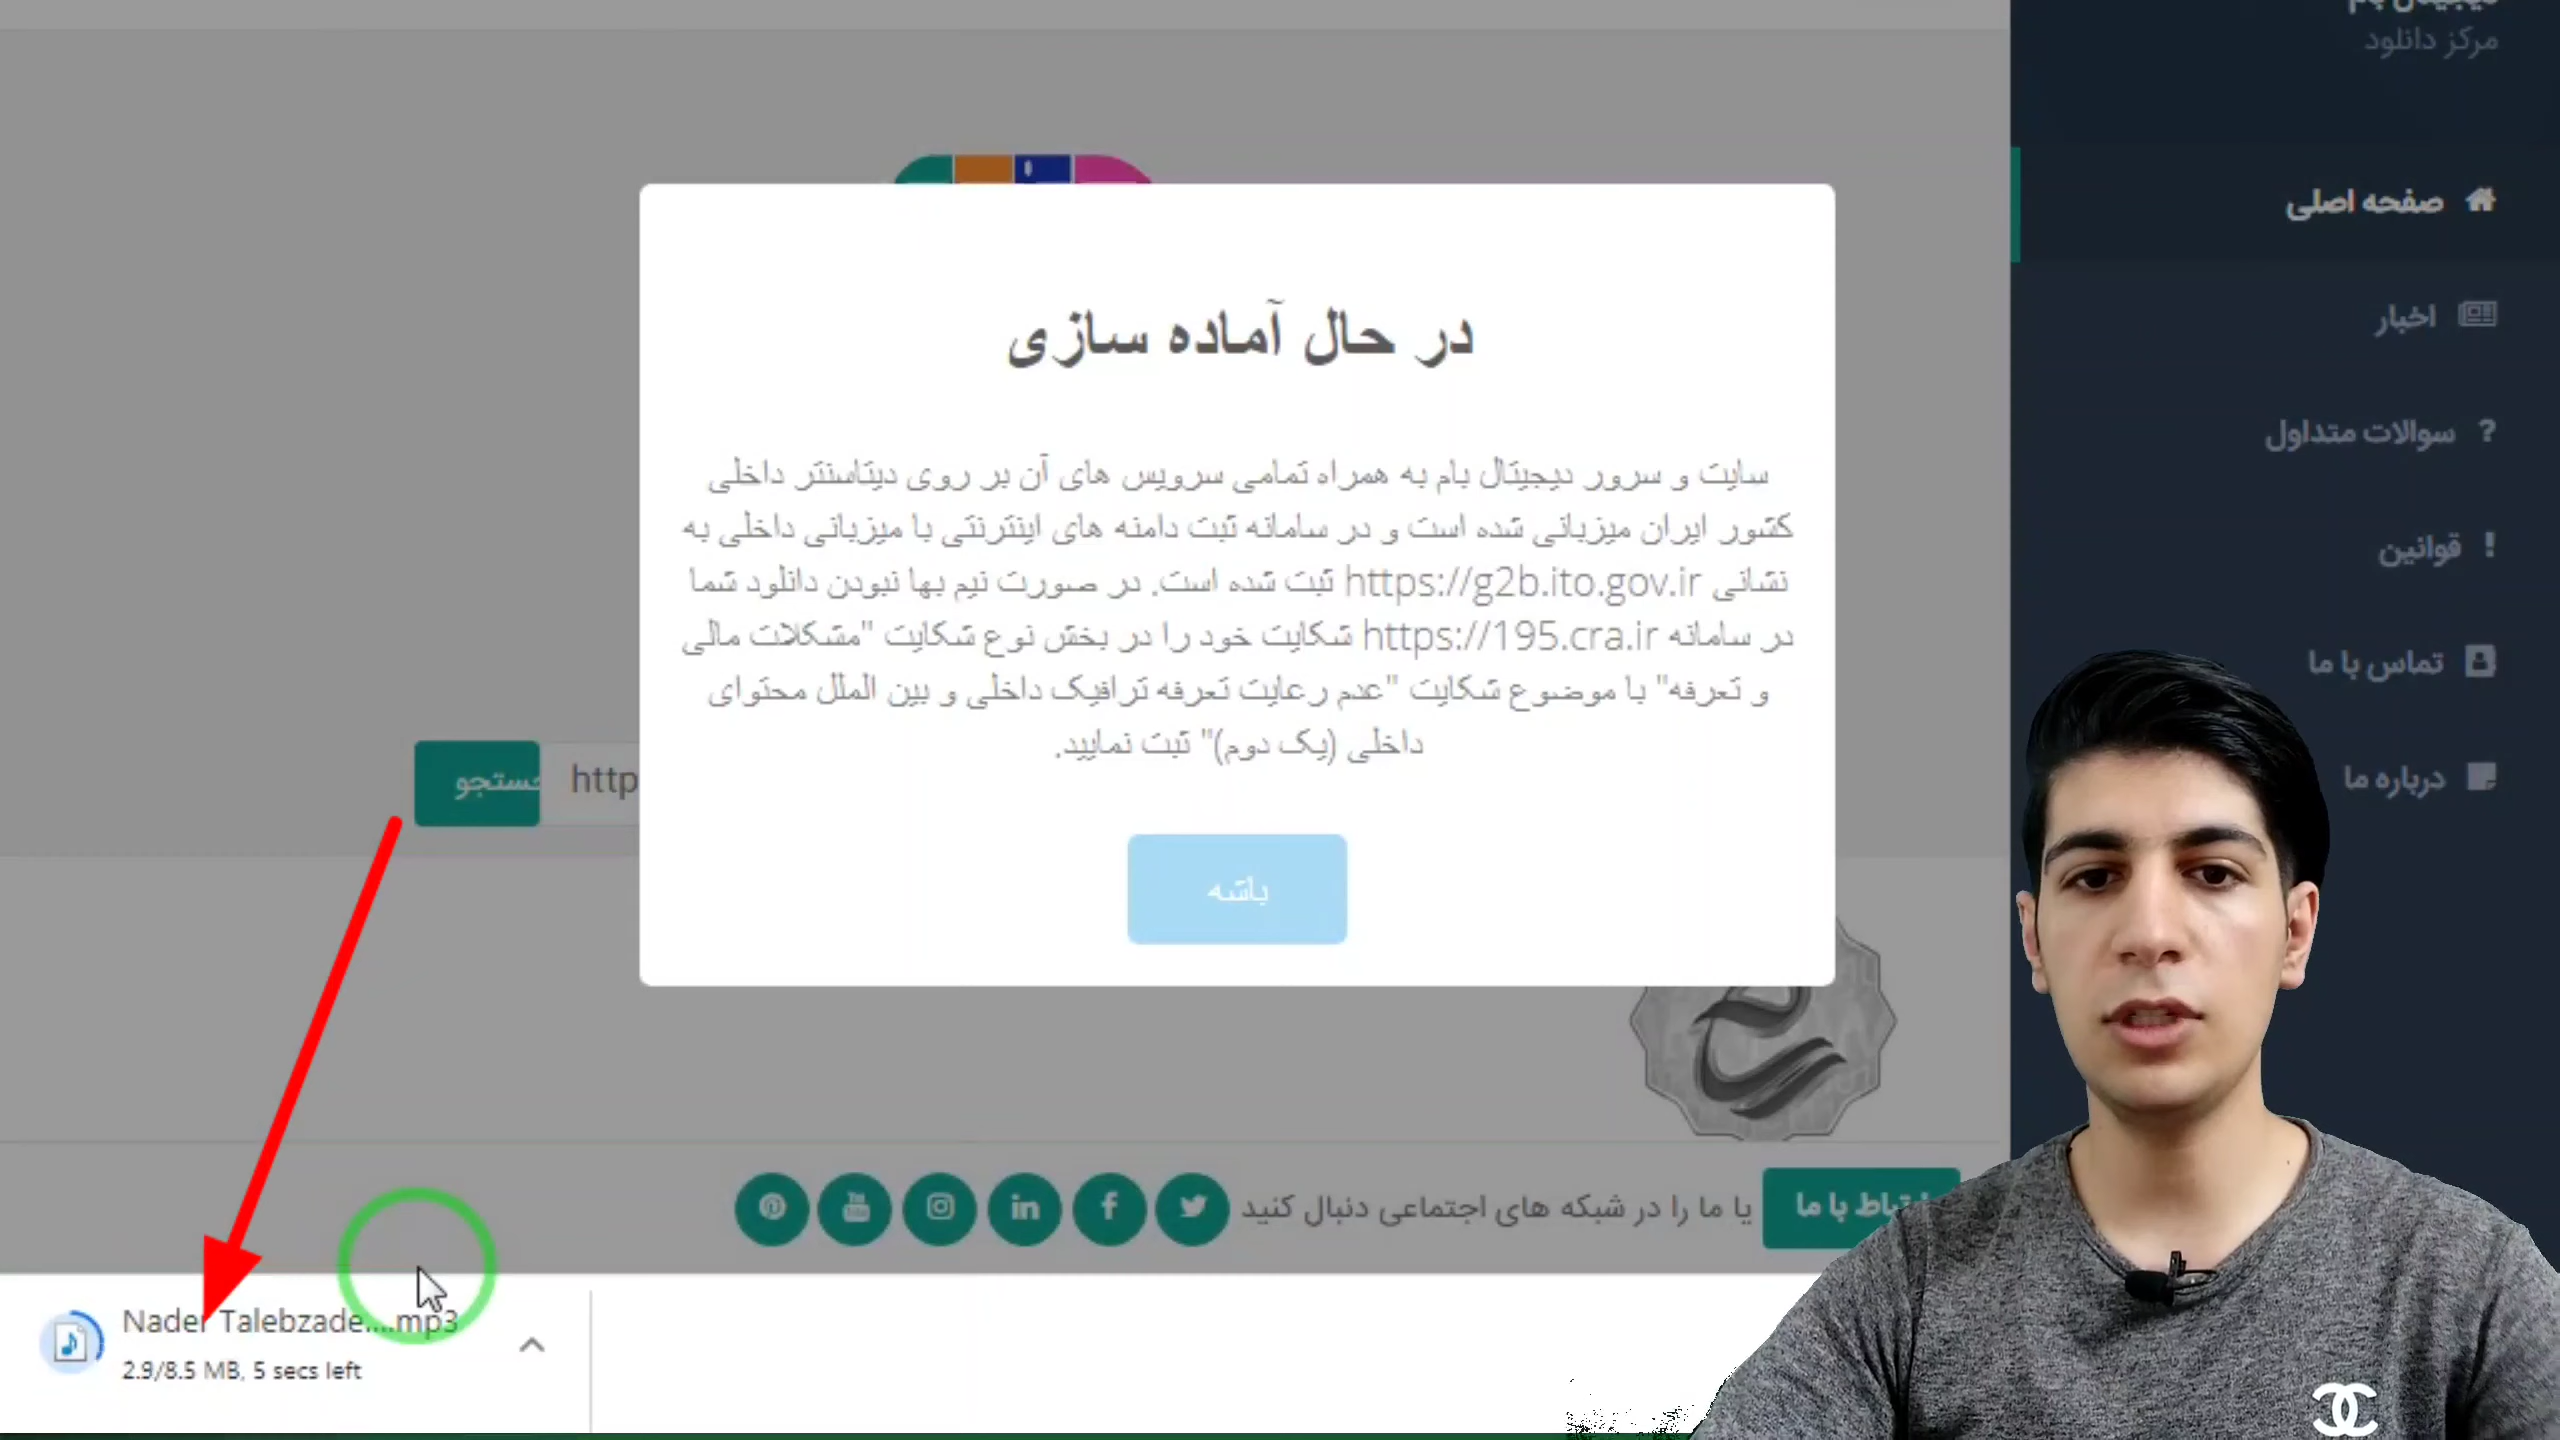 مرکز دانلود
صفحه اصلی
اخبار
سوالات متداول
قوانین
تماس با ما
درباره ما
در حال آماده سازی
سایت و سرور دیجیتال بام به همراه تمامی سرویس های آن بر روی دیتاسنتر داخلی
کشور ایران میزبانی شده است و در سامانه ثبت دامنه های اینترنتی با میزبانی داخلی به
نشانی https://g2b.ito.gov.ir ثبت شده است. در صورت نیم بها نبودن دانلود شما
در سامانه https://195.cra.ir شکایت خود را در بخش نوع شکایت "مشکلات مالی
و تعرفه" با موضوع شکایت "عدم رعایت تعرفه ترافیک داخلی و بین الملل محتوای
داخلی (یک دوم)" ثبت نمایید.
http
باشه
یا ما را در شبکه های اجتماعی دنبال کنید
Nader Talebzade....mp3
2.9/8.5 MB, 5 secs left